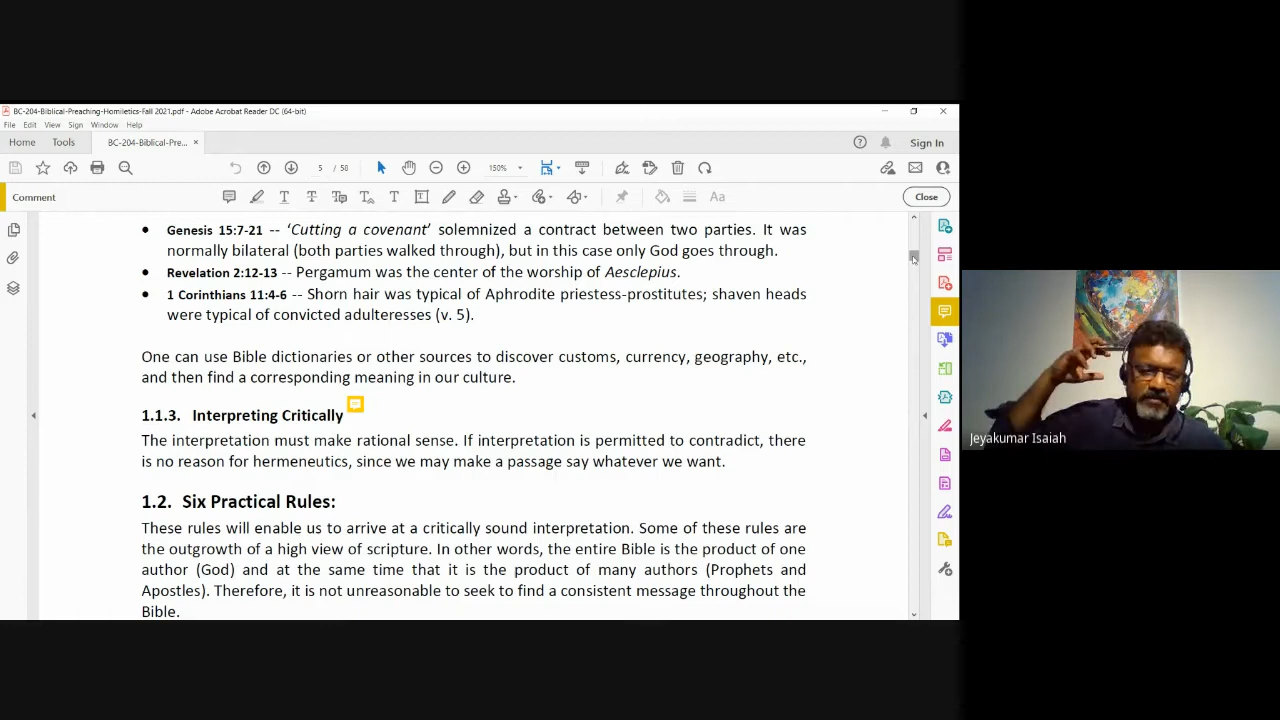 BC-204-Biblical-Preaching-Homiletics-Fall 2021.pdf - Adobe Acrobat Reader DC (64-bit)
File Edit View Sign Window Help
Home Tools BC-204-Biblical-Pre... × Sign In
5 / 58 150%
Comment Aa Close
• Genesis 15:7-21 -- ‘Cutting a covenant’ solemnized a contract between two parties. It was
normally bilateral (both parties walked through), but in this case only God goes through.
• Revelation 2:12-13 -- Pergamum was the center of the worship of Aesclepius.
• 1 Corinthians 11:4-6 -- Shorn hair was typical of Aphrodite priestess-prostitutes; shaven heads
were typical of convicted adulteresses (v. 5).
One can use Bible dictionaries or other sources to discover customs, currency, geography, etc.,
and then find a corresponding meaning in our culture.
1.1.3. Interpreting Critically
The interpretation must make rational sense. If interpretation is permitted to contradict, there
is no reason for hermeneutics, since we may make a passage say whatever we want.
1.2. Six Practical Rules:
These rules will enable us to arrive at a critically sound interpretation. Some of these rules are
the outgrowth of a high view of scripture. In other words, the entire Bible is the product of one
author (God) and at the same time that it is the product of many authors (Prophets and
Apostles). Therefore, it is not unreasonable to seek to find a consistent message throughout the
Bible.
Jeyakumar Isaiah